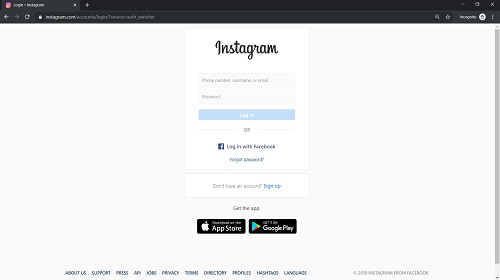 Login • Instagram
instagram.com/accounts/login/?source=auth_switcher
Incognito
Instagram
Phone number, username, or email
Password
Log In
OR
Log in with Facebook
Forgot password?
Don't have an account? Sign up
Get the app.
Download on the App Store
GET IT ON Google Play
ABOUT US SUPPORT PRESS API JOBS PRIVACY TERMS DIRECTORY PROFILES HASHTAGS LANGUAGE
© 2019 INSTAGRAM FROM FACEBOOK